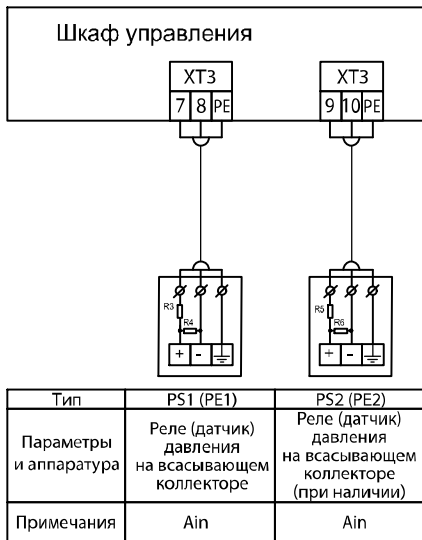 Шкаф управления
XT3 XT3
7 8 PE 9 10 PE
R3 R5
R4 R6
+ - + -
Тип PS1 (PE1) PS2 (PE2)
Параметры и аппаратура
Реле (датчик)
давления
на всасывающем
коллекторе
Реле (датчик)
давления
на всасывающем
коллекторе
(при наличии)
Примечания Ain Ain